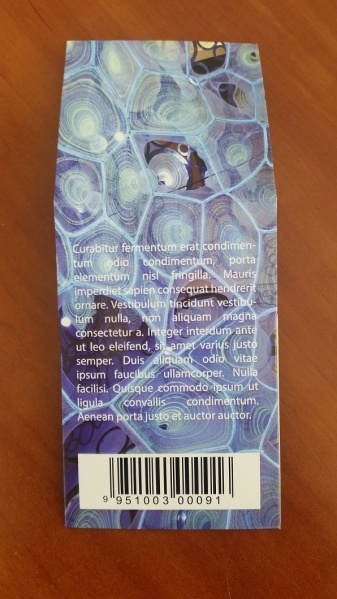 Curabitur fermentum erat condimen-
tum odio condimentum, porta
elementum nisl fringilla. Mauris
imperdiet sapien consequat hendrerit
ornare. Vestibulum tincidunt vestibu-
lum nulla, non aliquam magna
consectetur a. Integer interdum ante
ut leo eleifend, sit amet varius justo
semper. Duis aliquam odio vitae
ipsum faucibus ullamcorper. Nulla
facilisi. Quisque commodo ipsum ut
ligula convallis condimentum.
Aenean porta justo et auctor auctor.
9 951003 00091